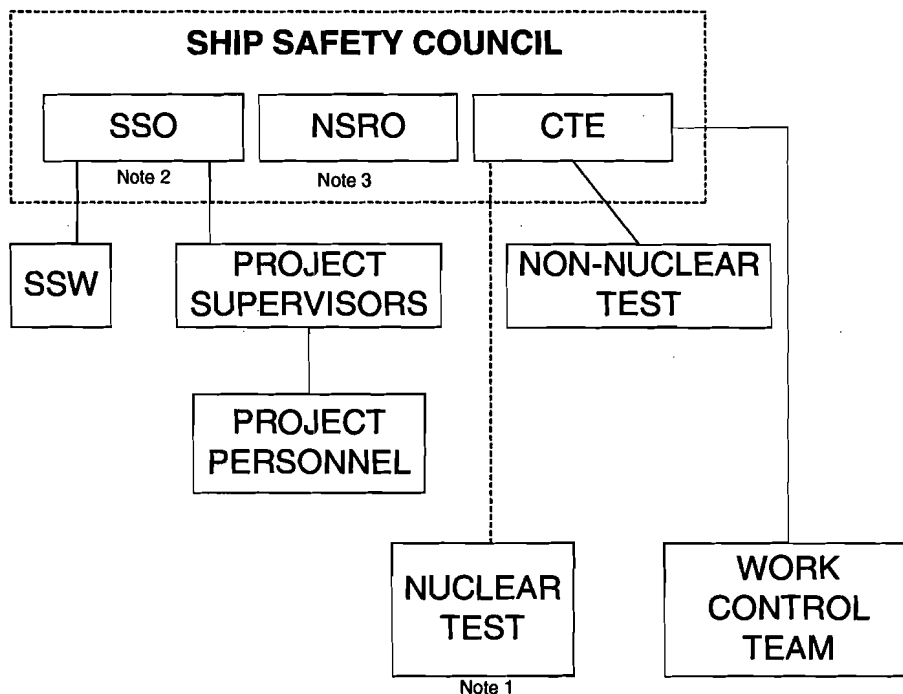 SHIP SAFETY COUNCIL
SSO
NSRO
CTE
Note 2
Note 3
SSW
PROJECT
SUPERVISORS
NON-NUCLEAR
TEST
PROJECT
PERSONNEL
NUCLEAR
TEST
WORK
CONTROL
TEAM
Note 1